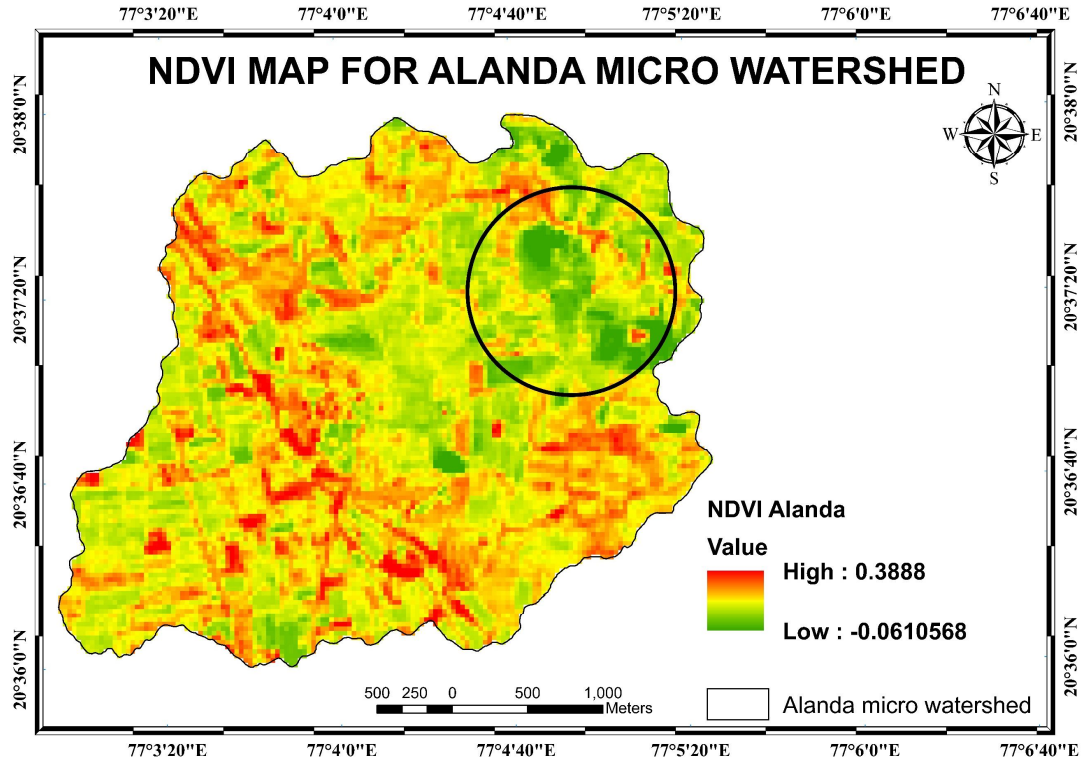 77°3'20"E 77°4'0"E 77°4'40"E 77°5'20"E 77°6'0"E 77°6'40"E
NDVI MAP FOR ALANDA MICRO WATERSHED
N
W E
S
20°38'0"N 20°38'0"N
20°37'20"N 20°37'20"N
20°36'40"N 20°36'40"N
20°36'0"N 20°36'0"N
NDVI Alanda
Value
High : 0.3888
Low : -0.0610568
500 250 0 500 1,000
Meters
Alanda micro watershed
77°3'20"E 77°4'0"E 77°4'40"E 77°5'20"E 77°6'0"E 77°6'40"E